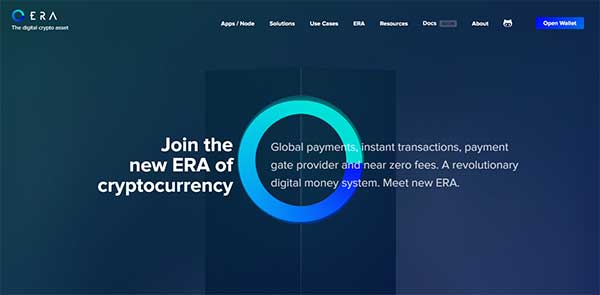 ERA
The digital crypto asset
Apps / Node Solutions Use Cases ERA Resources Docs About Open Wallet
Join the
new ERA of
cryptocurrency
Global payments, instant transactions, payment
gate provider and near zero fees. A revolutionary
digital money system. Meet new ERA.